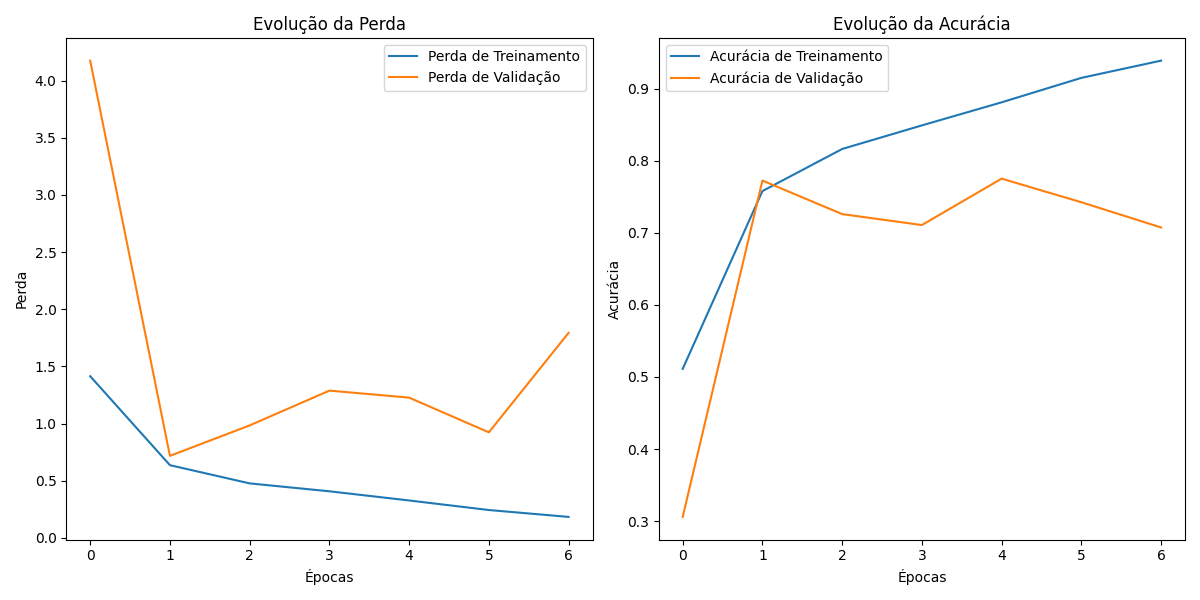 Evolução da Perda
Perda de Treinamento
Perda de Validação
4.0
3.5
3.0
2.5
2.0
1.5
1.0
0.5
0.0
Perda
0 1 2 3 4 5 6
Épocas
Evolução da Acurácia
Acurácia de Treinamento
Acurácia de Validação
0.9
0.8
0.7
0.6
0.5
0.4
0.3
Acurácia
0 1 2 3 4 5 6
Épocas